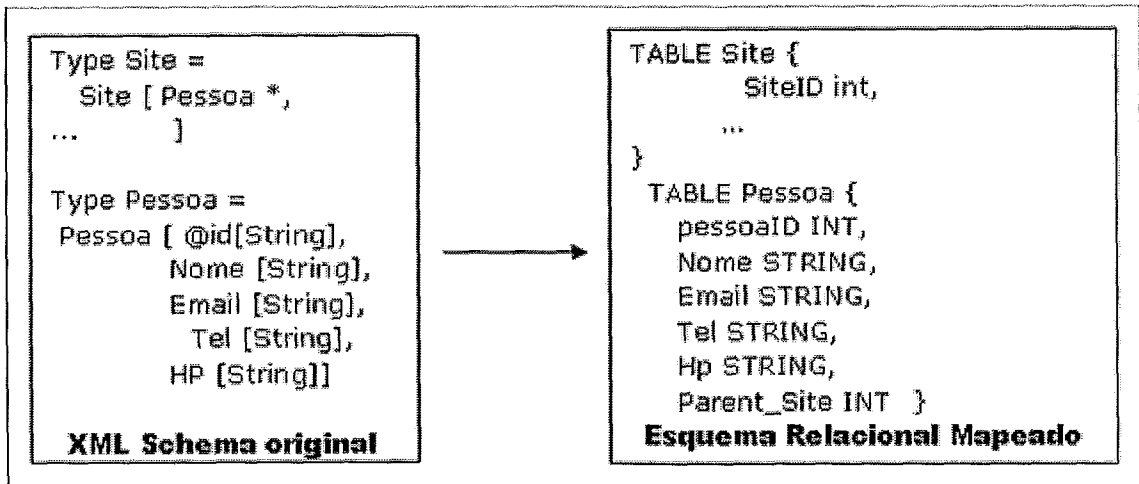 Type Site =
Site [ Pessoa *,
... ]
Type Pessoa =
Pessoa [ @id[String],
Nome [String],
Email [String],
Tel [String],
HP [String]]
XML Schema original
TABLE Site {
SiteID int,
...
}
TABLE Pessoa {
pessoaID INT,
Nome STRING,
Email STRING,
Tel STRING,
Hp STRING,
Parent_Site INT }
Esquema Relacional Mapeado